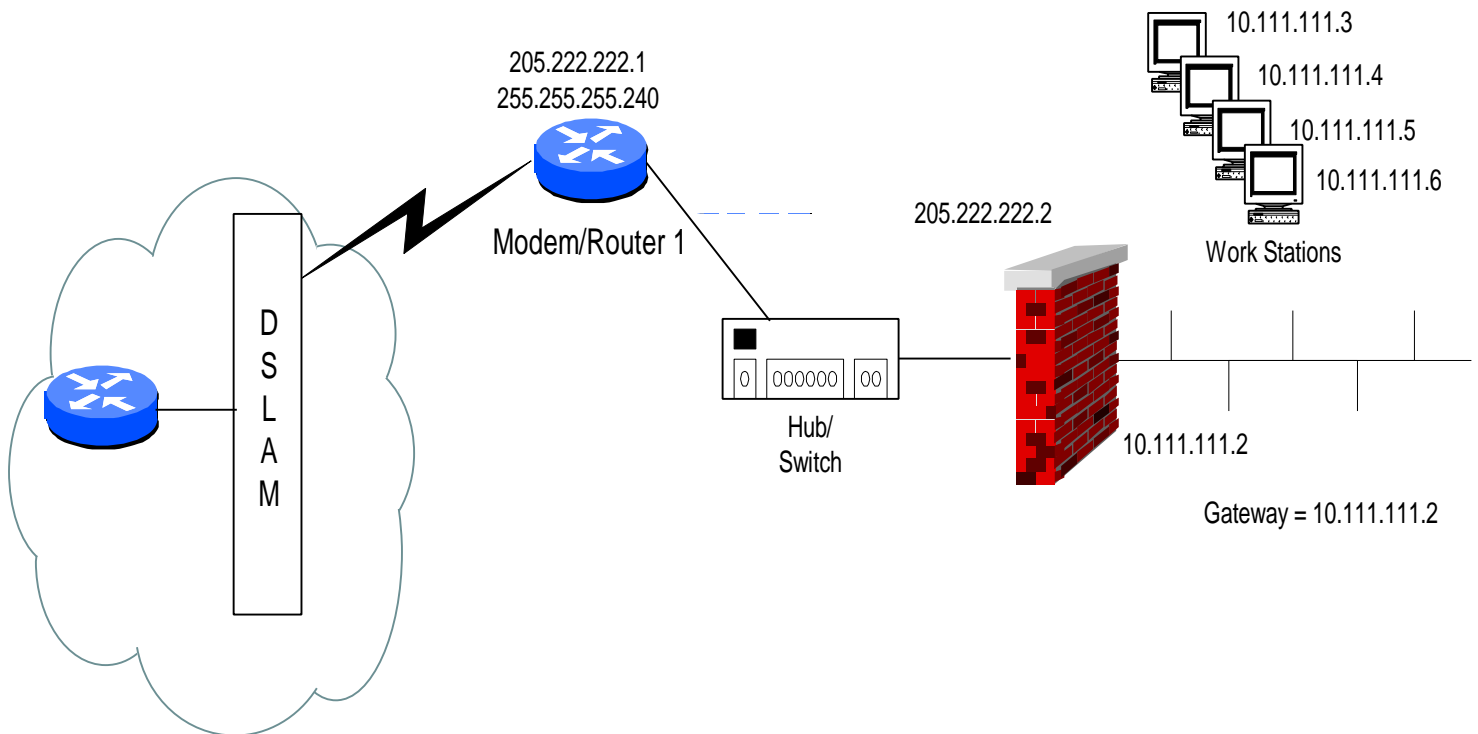 205.222.222.1
255.255.255.240
Modem/Router 1
D
S
L
A
M
Hub/
Switch
0
000000
00
205.222.222.2
10.111.111.3
10.111.111.4
10.111.111.5
10.111.111.6
Work Stations
10.111.111.2
Gateway = 10.111.111.2